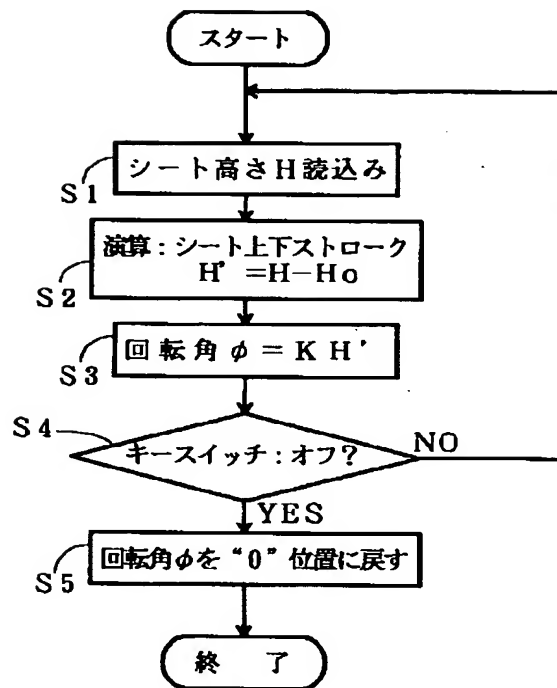 スタート
シート高さH読込み
S1
演算:シート上下ストローク
H'=H-Ho
S2
回転角φ=KH'
S3
S4
キースイッチ:オフ?
NO
YES
回転角φを“0”位置に戻す
S5
終 了